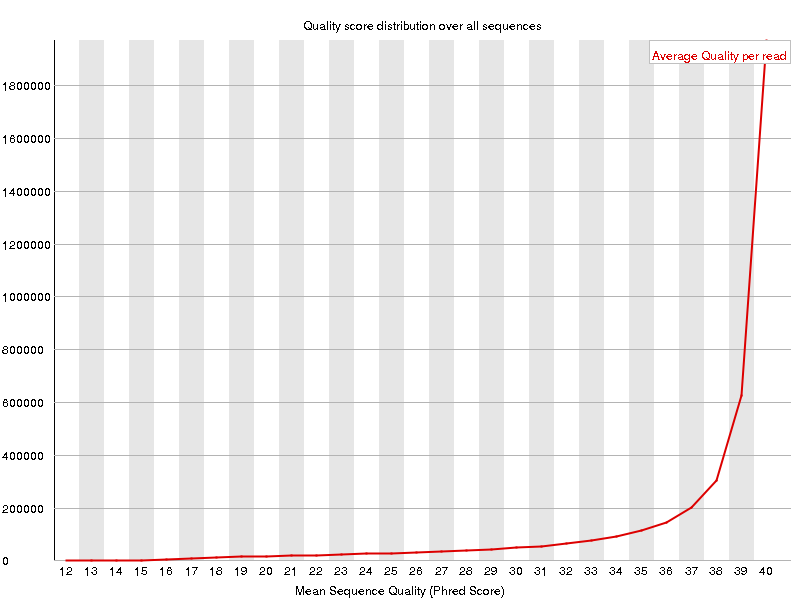 Quality score distribution over all sequences
Average Quality per read
1800000
1600000
1400000
1200000
1000000
800000
600000
400000
200000
0
12 13 14 15 16 17 18 19 20 21 22 23 24 25 26 27 28 29 30 31 32 33 34 35 36 37 38 39 40
Mean Sequence Quality (Phred Score)